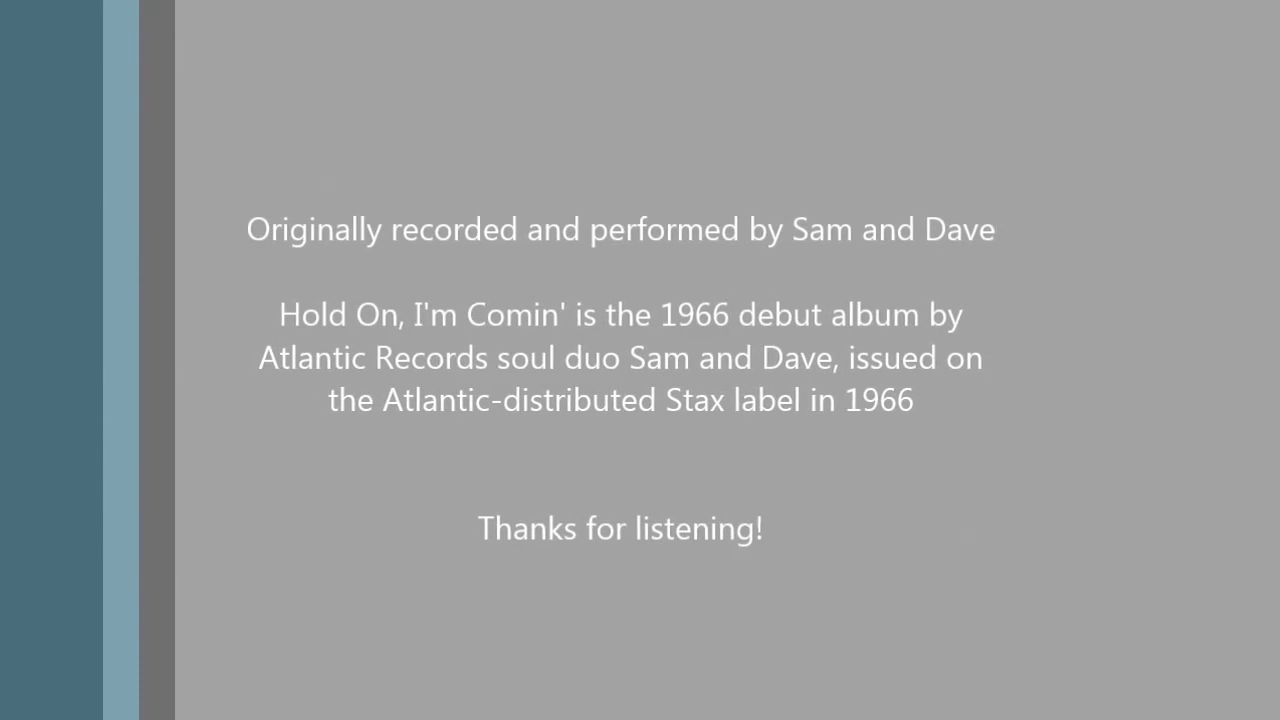 Originally recorded and performed by Sam and Dave
Hold On, I'm Comin' is the 1966 debut album by
Atlantic Records soul duo Sam and Dave, issued on
the Atlantic-distributed Stax label in 1966
Thanks for listening!